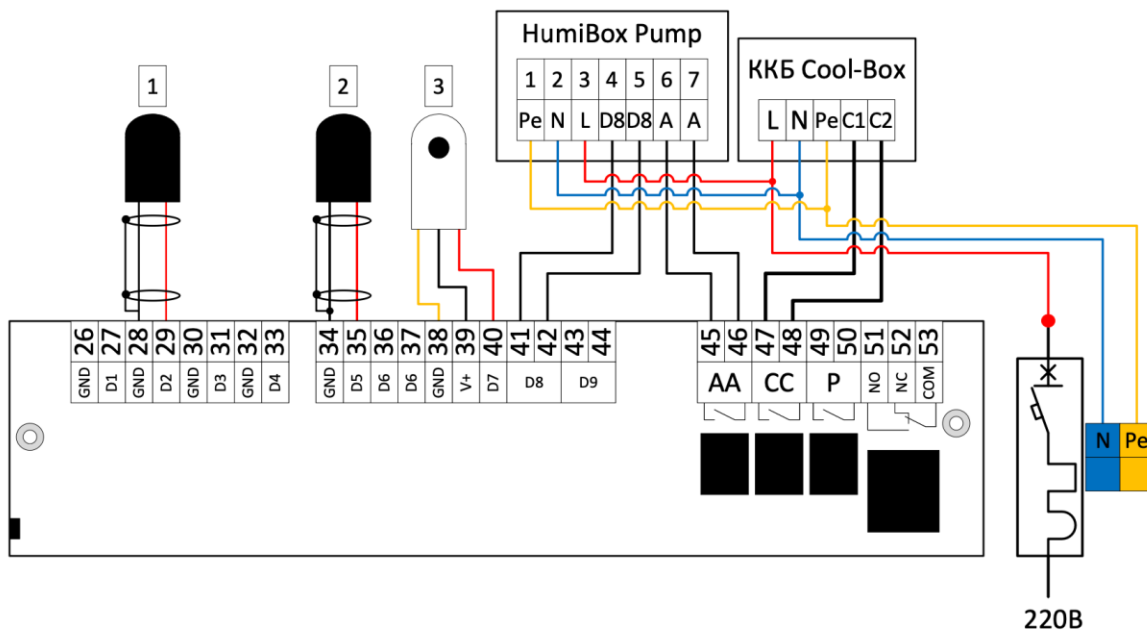 HumiBox Pump
1 2 3 4 5 6 7
Pe N L D8 D8 A A
ККБ Cool-Box
L N Pe C1 C2
1
2
3
26 27 28 29 30 31 32 33
GND D1 GND D2 GND D3 GND D4
34 35 36 37 38 39 40 41 42 43 44
GND D5 D6 D6 GND V+ D7 D8 D9
45 46 47 48 49 50 51 52 53
AA CC P NO NC COM
N Pe
220В